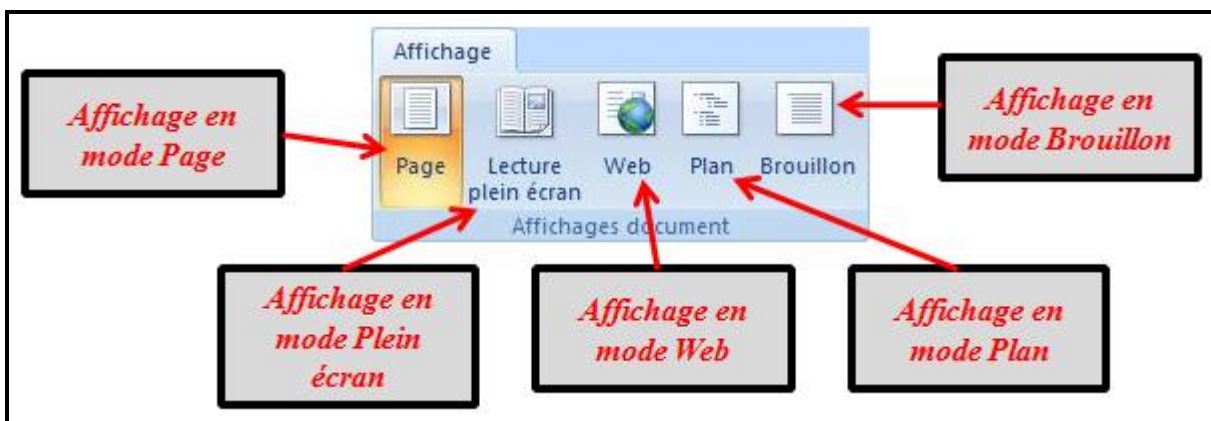 Affichage
Affichage en
mode Page
Affichage en
mode Brouillon
Page
Lecture
plein écran
Web
Plan
Brouillon
Affichages document
Affichage en
mode Plein
écran
Affichage en
mode Web
Affichage en
mode Plan